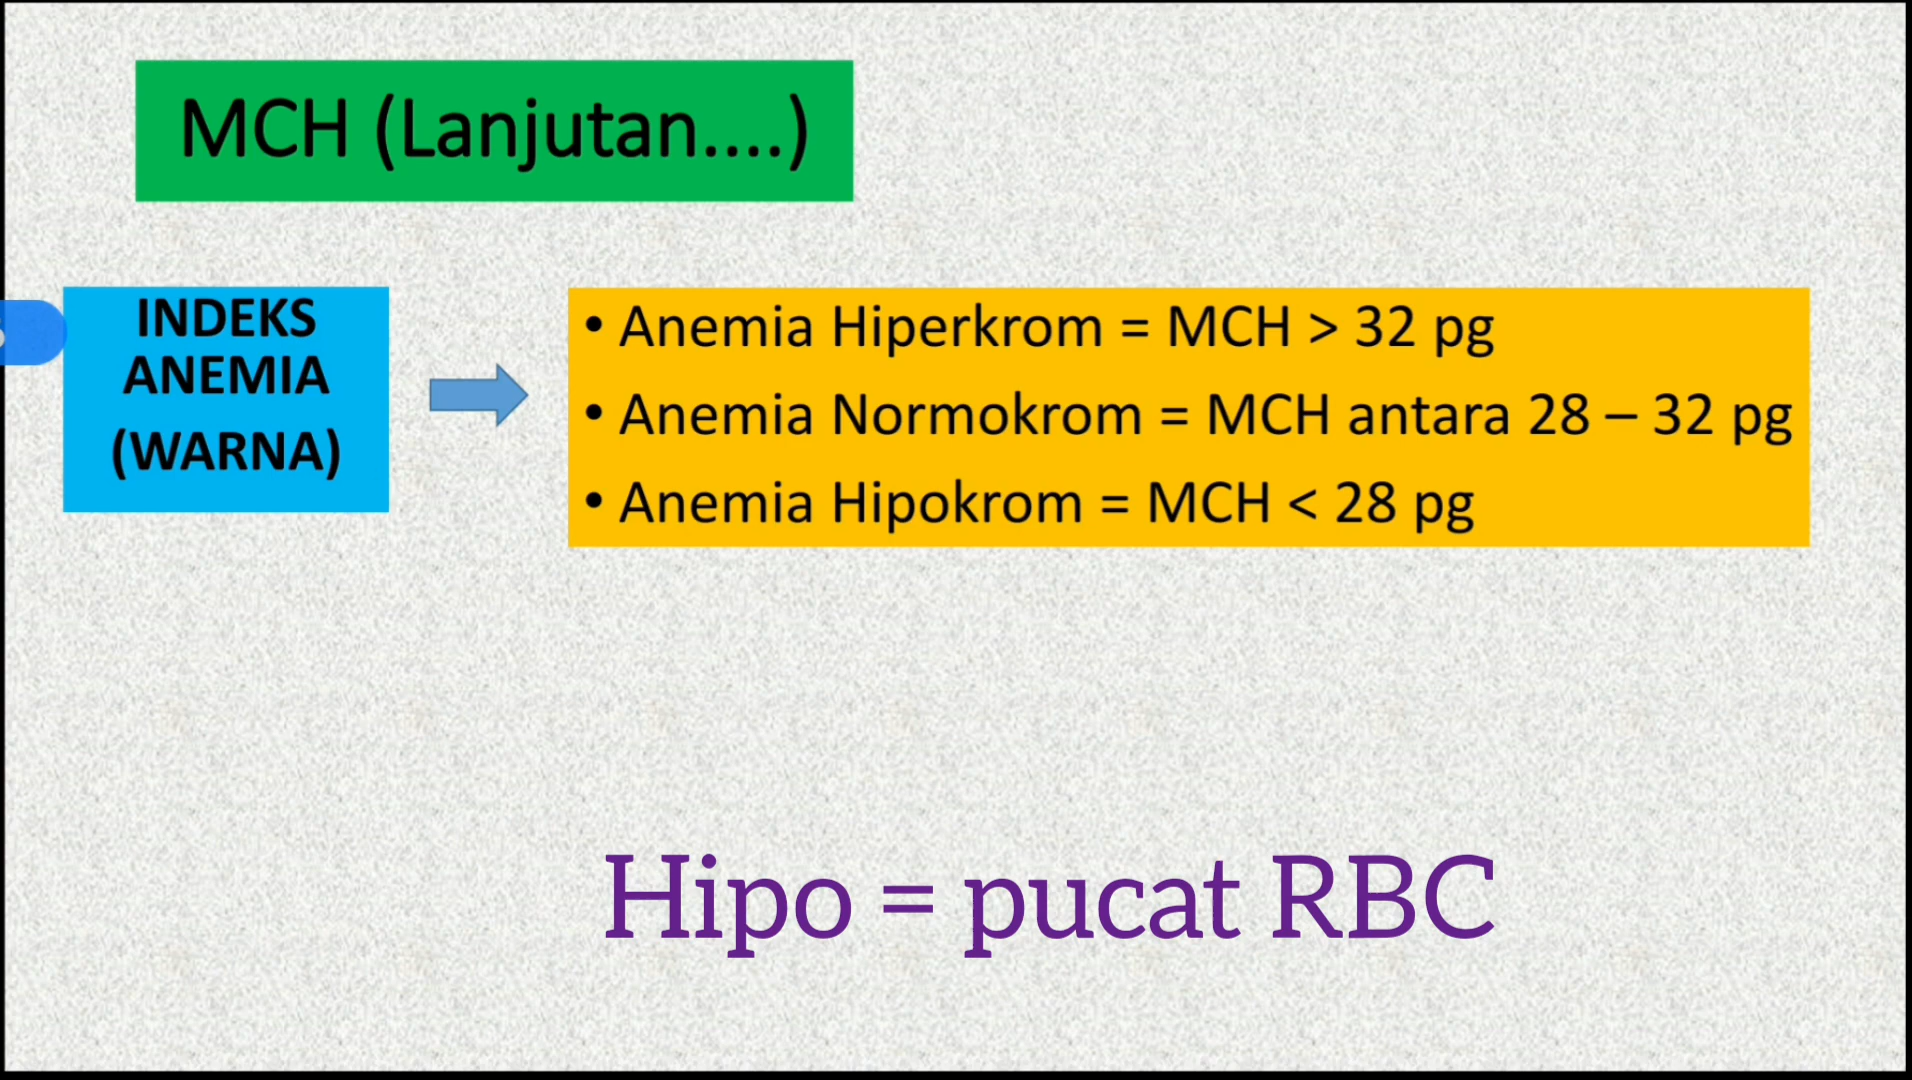 MCH (Lanjutan....)
INDEKS
ANEMIA
(WARNA)
• Anemia Hiperkrom = MCH > 32 pg
• Anemia Normokrom = MCH antara 28 – 32 pg
• Anemia Hipokrom = MCH < 28 pg
Hipo = pucat RBC